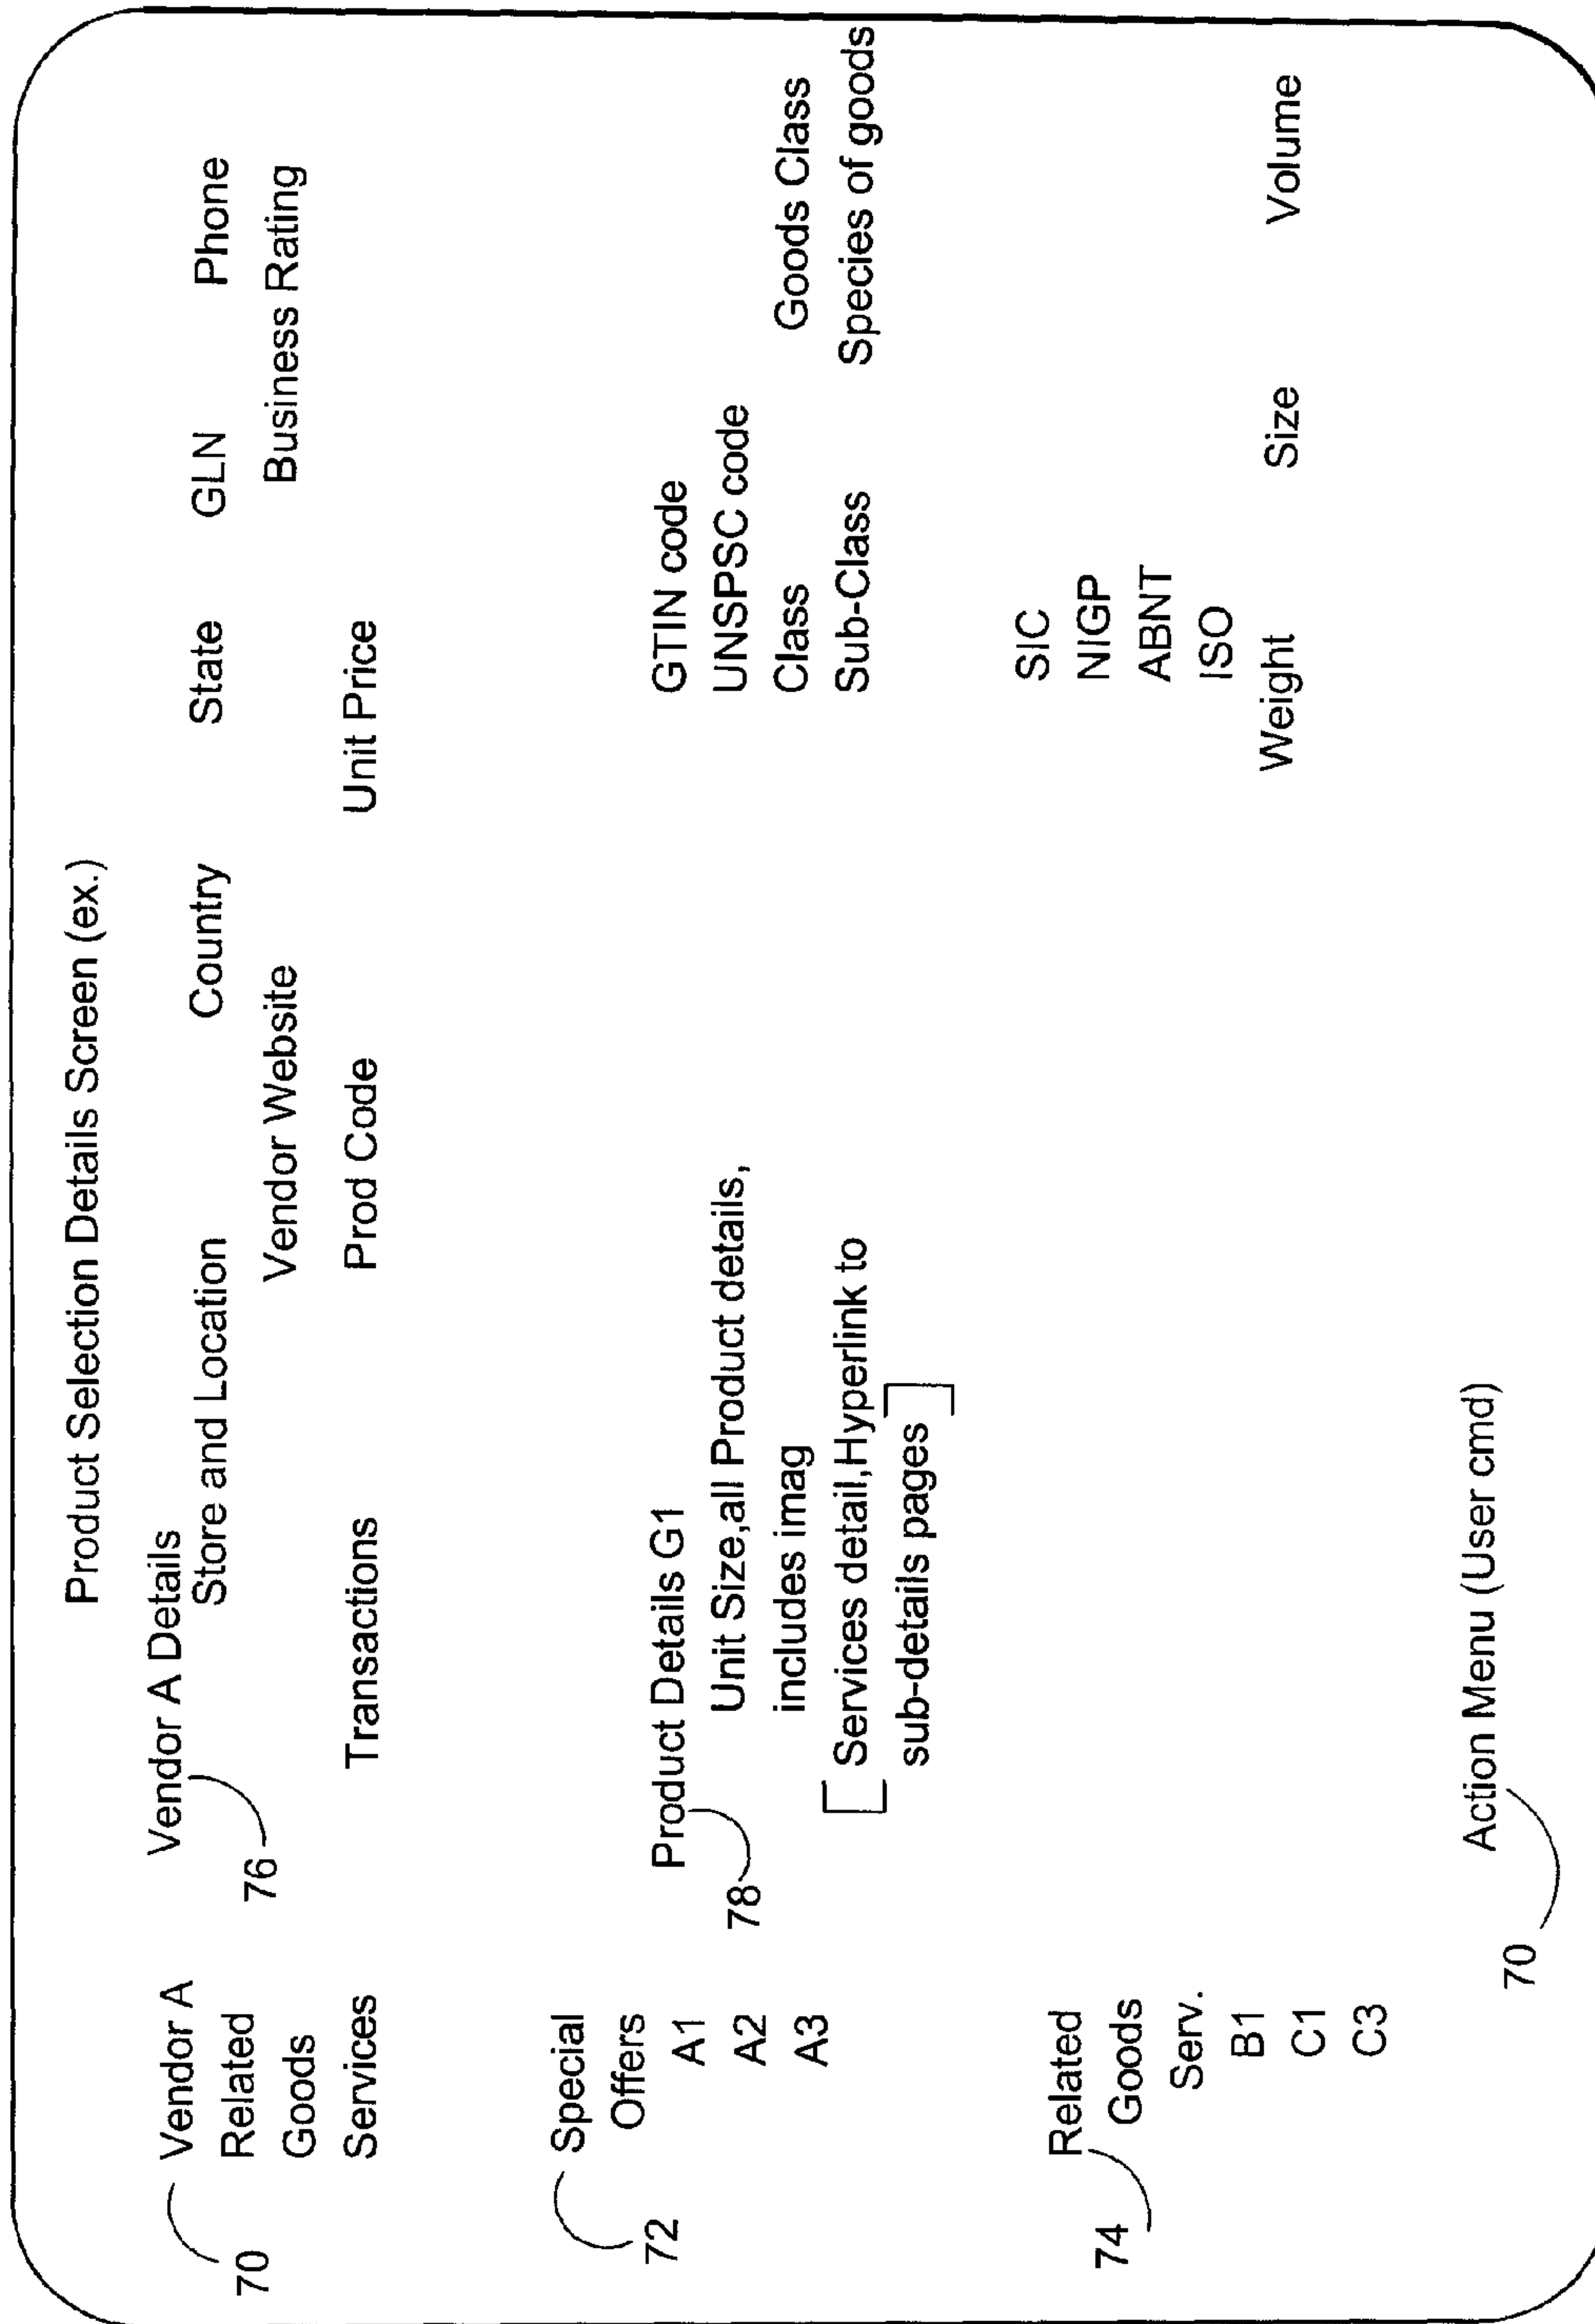 Product Selection Details Screen (ex.)
70
Vendor A
Related
Goods
Services
76
Vendor A Details
Store and Location Country State GLN Phone
Vendor Website Business Rating
Transactions Prod Code Unit Price
72
Special
Offers
A1
A2
A3
78
Product Details G1
Unit Size,all Product details,
includes imag
[Services detail,Hyperlink to
sub-details pages]
GTIN code
UNSPSC code
Class Goods Class
Sub-Class Species of goods
74
Related
Goods
Serv.
B1
C1
C3
SIC
NIGP
ABNT
ISO
Weight Size Volume
70
Action Menu (User cmd)